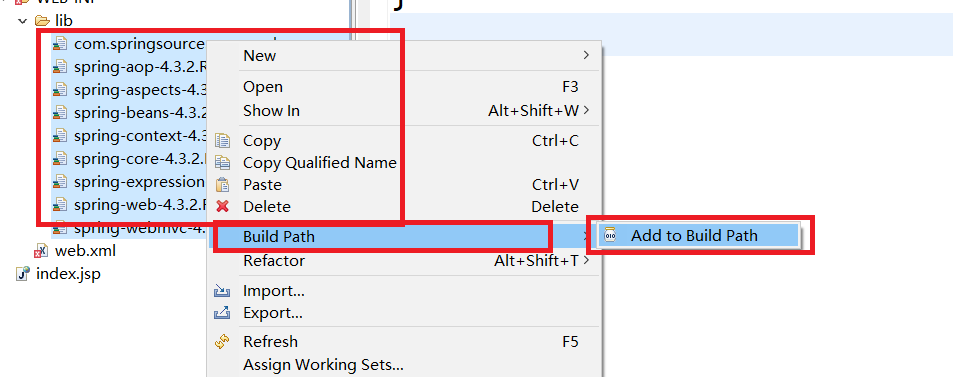 WEB-INF
}
lib
com.springsource
spring-aop-4.3.2.R
spring-aspects-4.3
spring-beans-4.3.2
spring-context-4.3
spring-core-4.3.2.
spring-expression
spring-web-4.3.2.R
spring-webmvc-4.
web.xml
index.jsp
New
Open F3
Show In Alt+Shift+W
Copy Ctrl+C
Copy Qualified Name
Paste Ctrl+V
Delete Delete
Build Path
Add to Build Path
Refactor Alt+Shift+T
Import...
Export...
Refresh F5
Assign Working Sets...